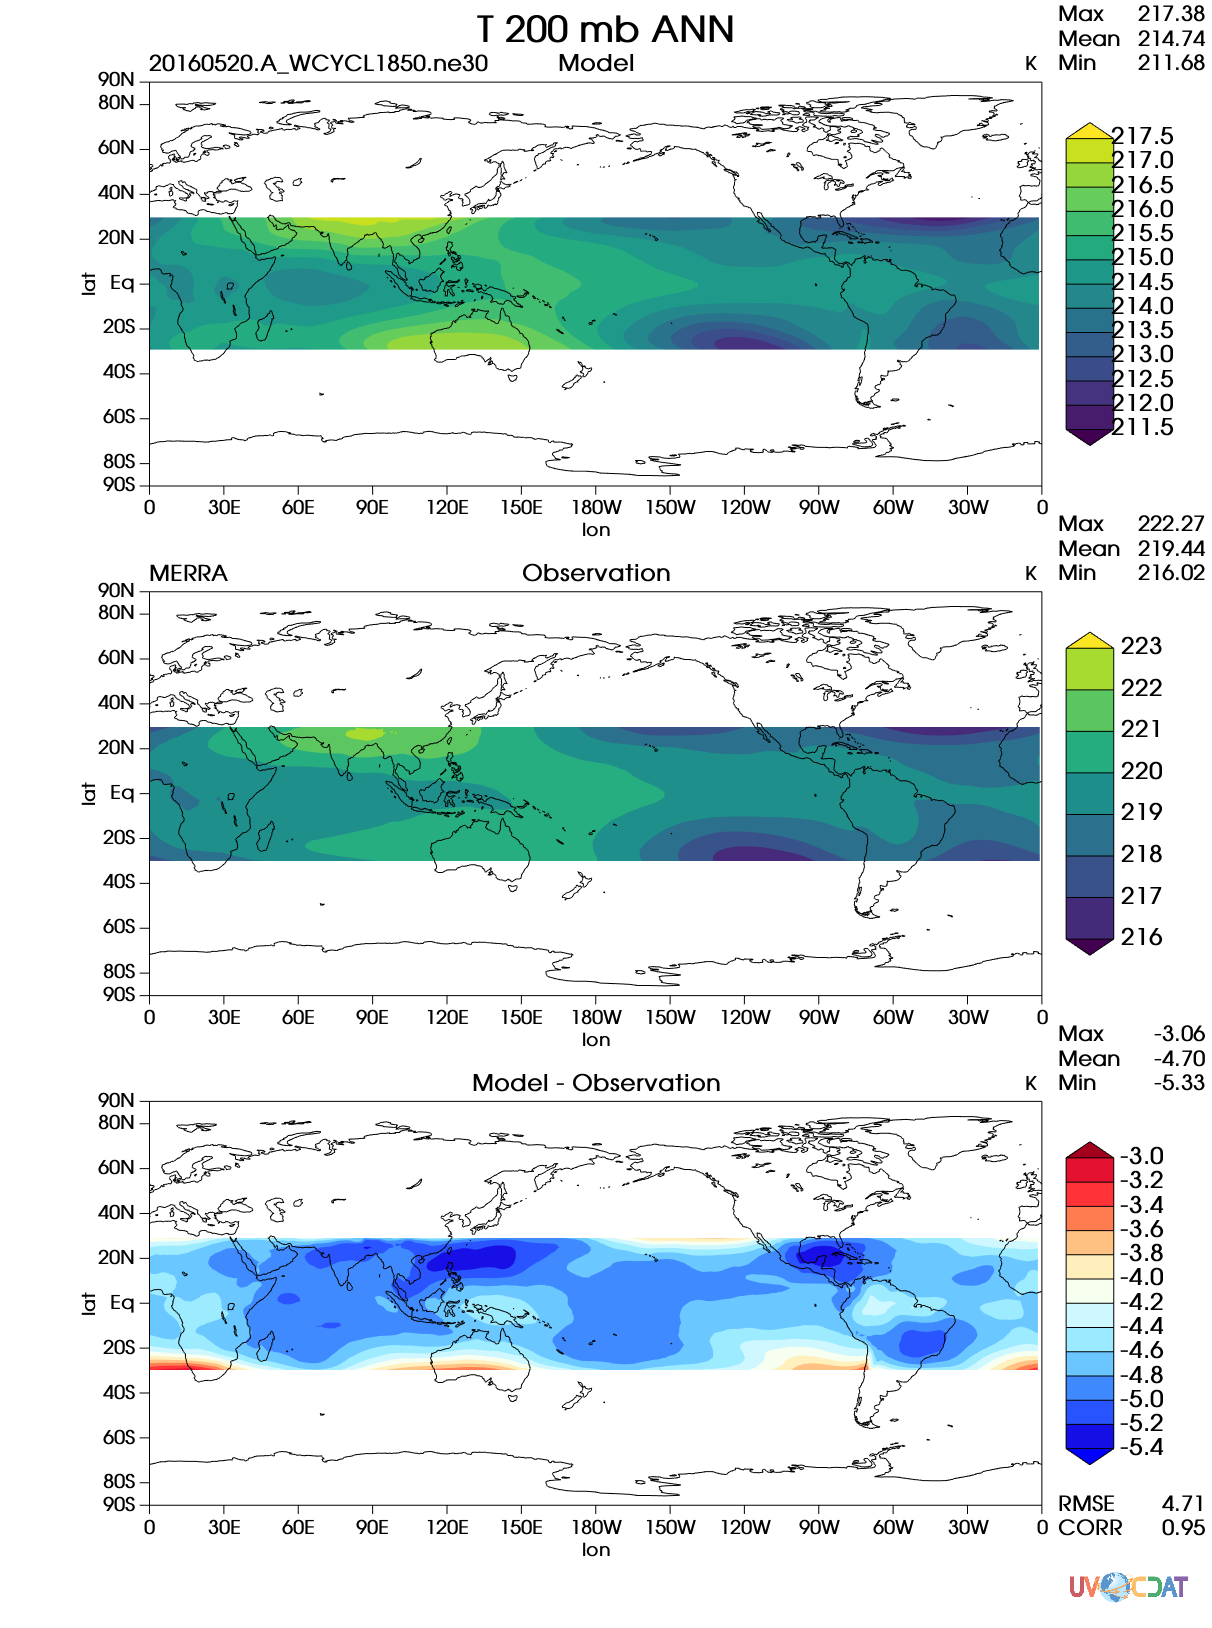 T 200 mb ANN
20160520.A_WCYCL1850.ne30 Model K
Max 217.38
Mean 214.74
Min 211.68
90N
80N
60N
40N
20N
Eq
20S
40S
60S
80S
90S
lat
0 30E 60E 90E 120E 150E 180W 150W 120W 90W 60W 30W 0
lon
217.5
217.0
216.5
216.0
215.5
215.0
214.5
214.0
213.5
213.0
212.5
212.0
211.5
MERRA Observation K
Max 222.27
Mean 219.44
Min 216.02
90N
80N
60N
40N
20N
Eq
20S
40S
60S
80S
90S
lat
0 30E 60E 90E 120E 150E 180W 150W 120W 90W 60W 30W 0
lon
223
222
221
220
219
218
217
216
Model - Observation K
Max -3.06
Mean -4.70
Min -5.33
90N
80N
60N
40N
20N
Eq
20S
40S
60S
80S
90S
lat
0 30E 60E 90E 120E 150E 180W 150W 120W 90W 60W 30W 0
lon
-3.0
-3.2
-3.4
-3.6
-3.8
-4.0
-4.2
-4.4
-4.6
-4.8
-5.0
-5.2
-5.4
RMSE 4.71
CORR 0.95
UV CDAT